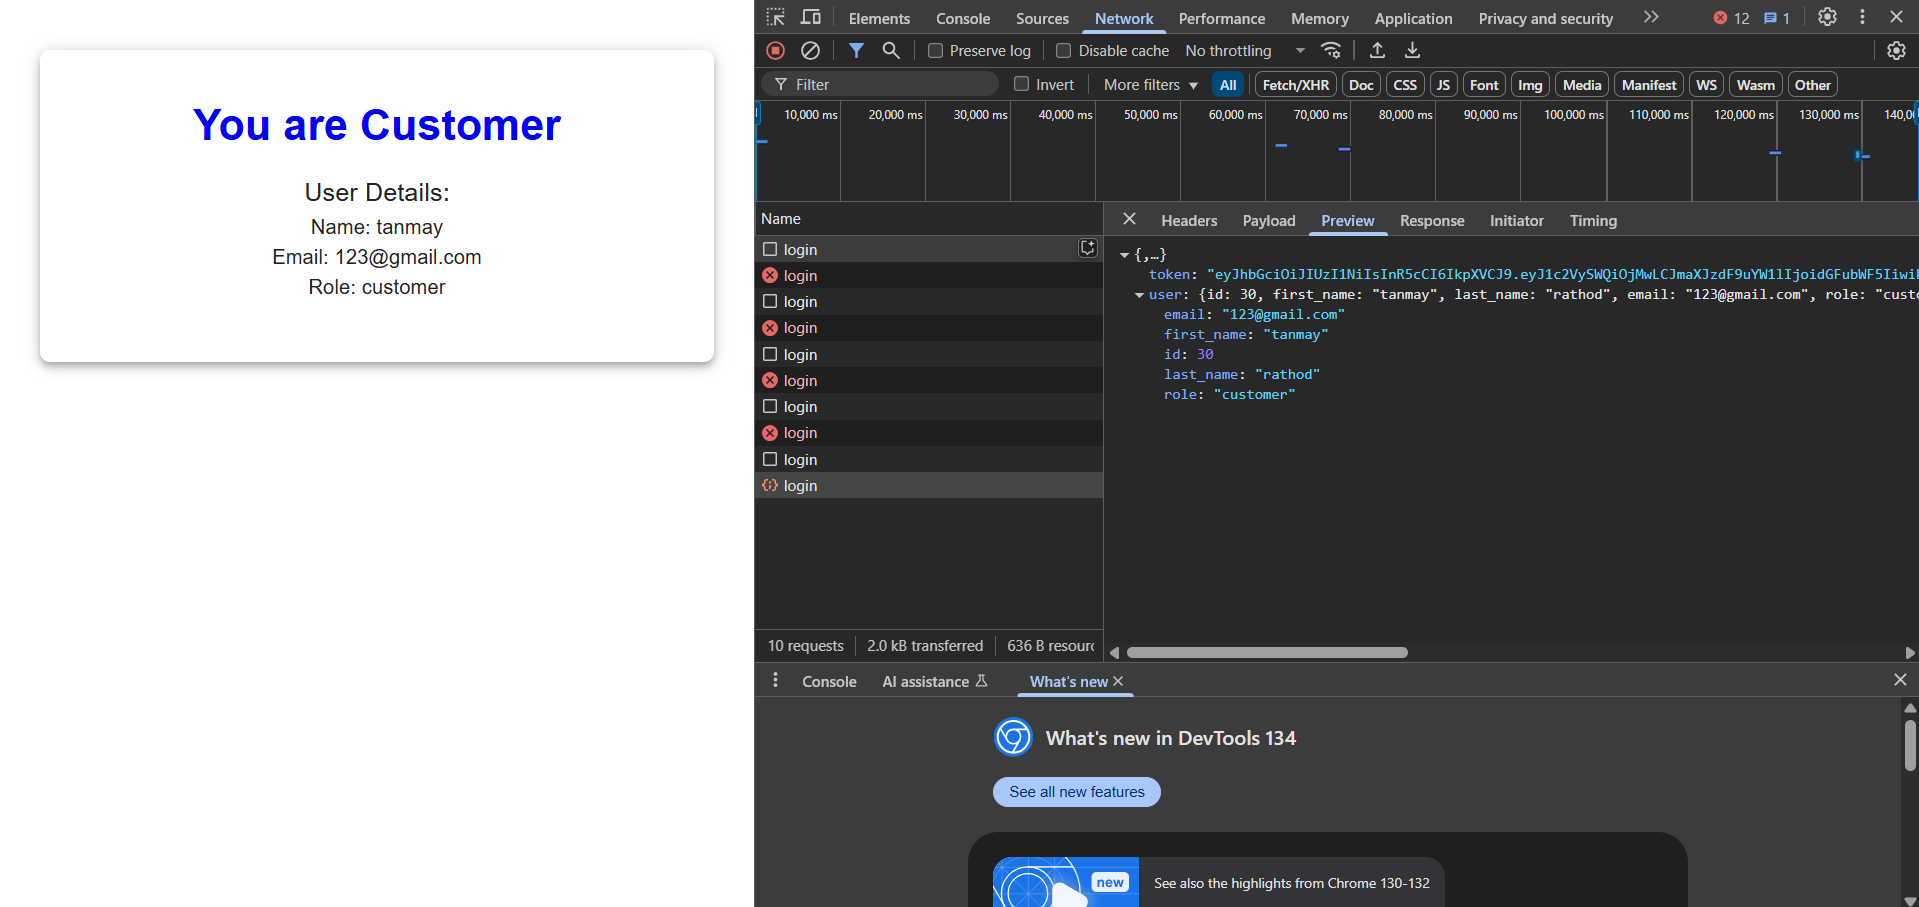 You are Customer
User Details:
Name: tanmay
Email: 123@gmail.com
Role: customer
Elements Console Sources Network Performance Memory Application Privacy and security 12 1
Preserve log Disable cache No throttling
Filter Invert More filters All Fetch/XHR Doc CSS JS Font Img Media Manifest WS Wasm Other
10,000 ms 20,000 ms 30,000 ms 40,000 ms 50,000 ms 60,000 ms 70,000 ms 80,000 ms 90,000 ms 100,000 ms 110,000 ms 120,000 ms 130,000 ms 140,0
Name
login
login
login
login
login
login
login
login
login
login
10 requests 2.0 kB transferred 636 B resourc
Headers Payload Preview Response Initiator Timing
{,…}
token: "eyJhbGciOiJIUzI1NiIsInR5cCI6IkpXVCJ9.eyJ1c2VySWQiOjMwLCJmaXJzdF9uYW1lIjoidGFubWF5Iiwi
user: {id: 30, first_name: "tanmay", last_name: "rathod", email: "123@gmail.com", role: "custo
email: "123@gmail.com"
first_name: "tanmay"
id: 30
last_name: "rathod"
role: "customer"
Console AI assistance What's new
What's new in DevTools 134
See all new features
new
See also the highlights from Chrome 130-132